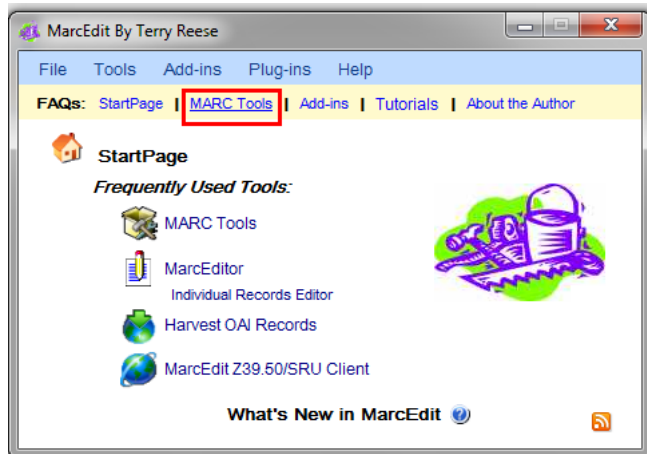 MarcEdit By Terry Reese
File Tools Add-ins Plug-ins Help
FAQs: StartPage | MARC Tools | Add-ins | Tutorials | About the Author
StartPage
Frequently Used Tools:
MARC Tools
MarcEditor
Individual Records Editor
Harvest OAI Records
MarcEdit Z39.50/SRU Client
What's New in MarcEdit